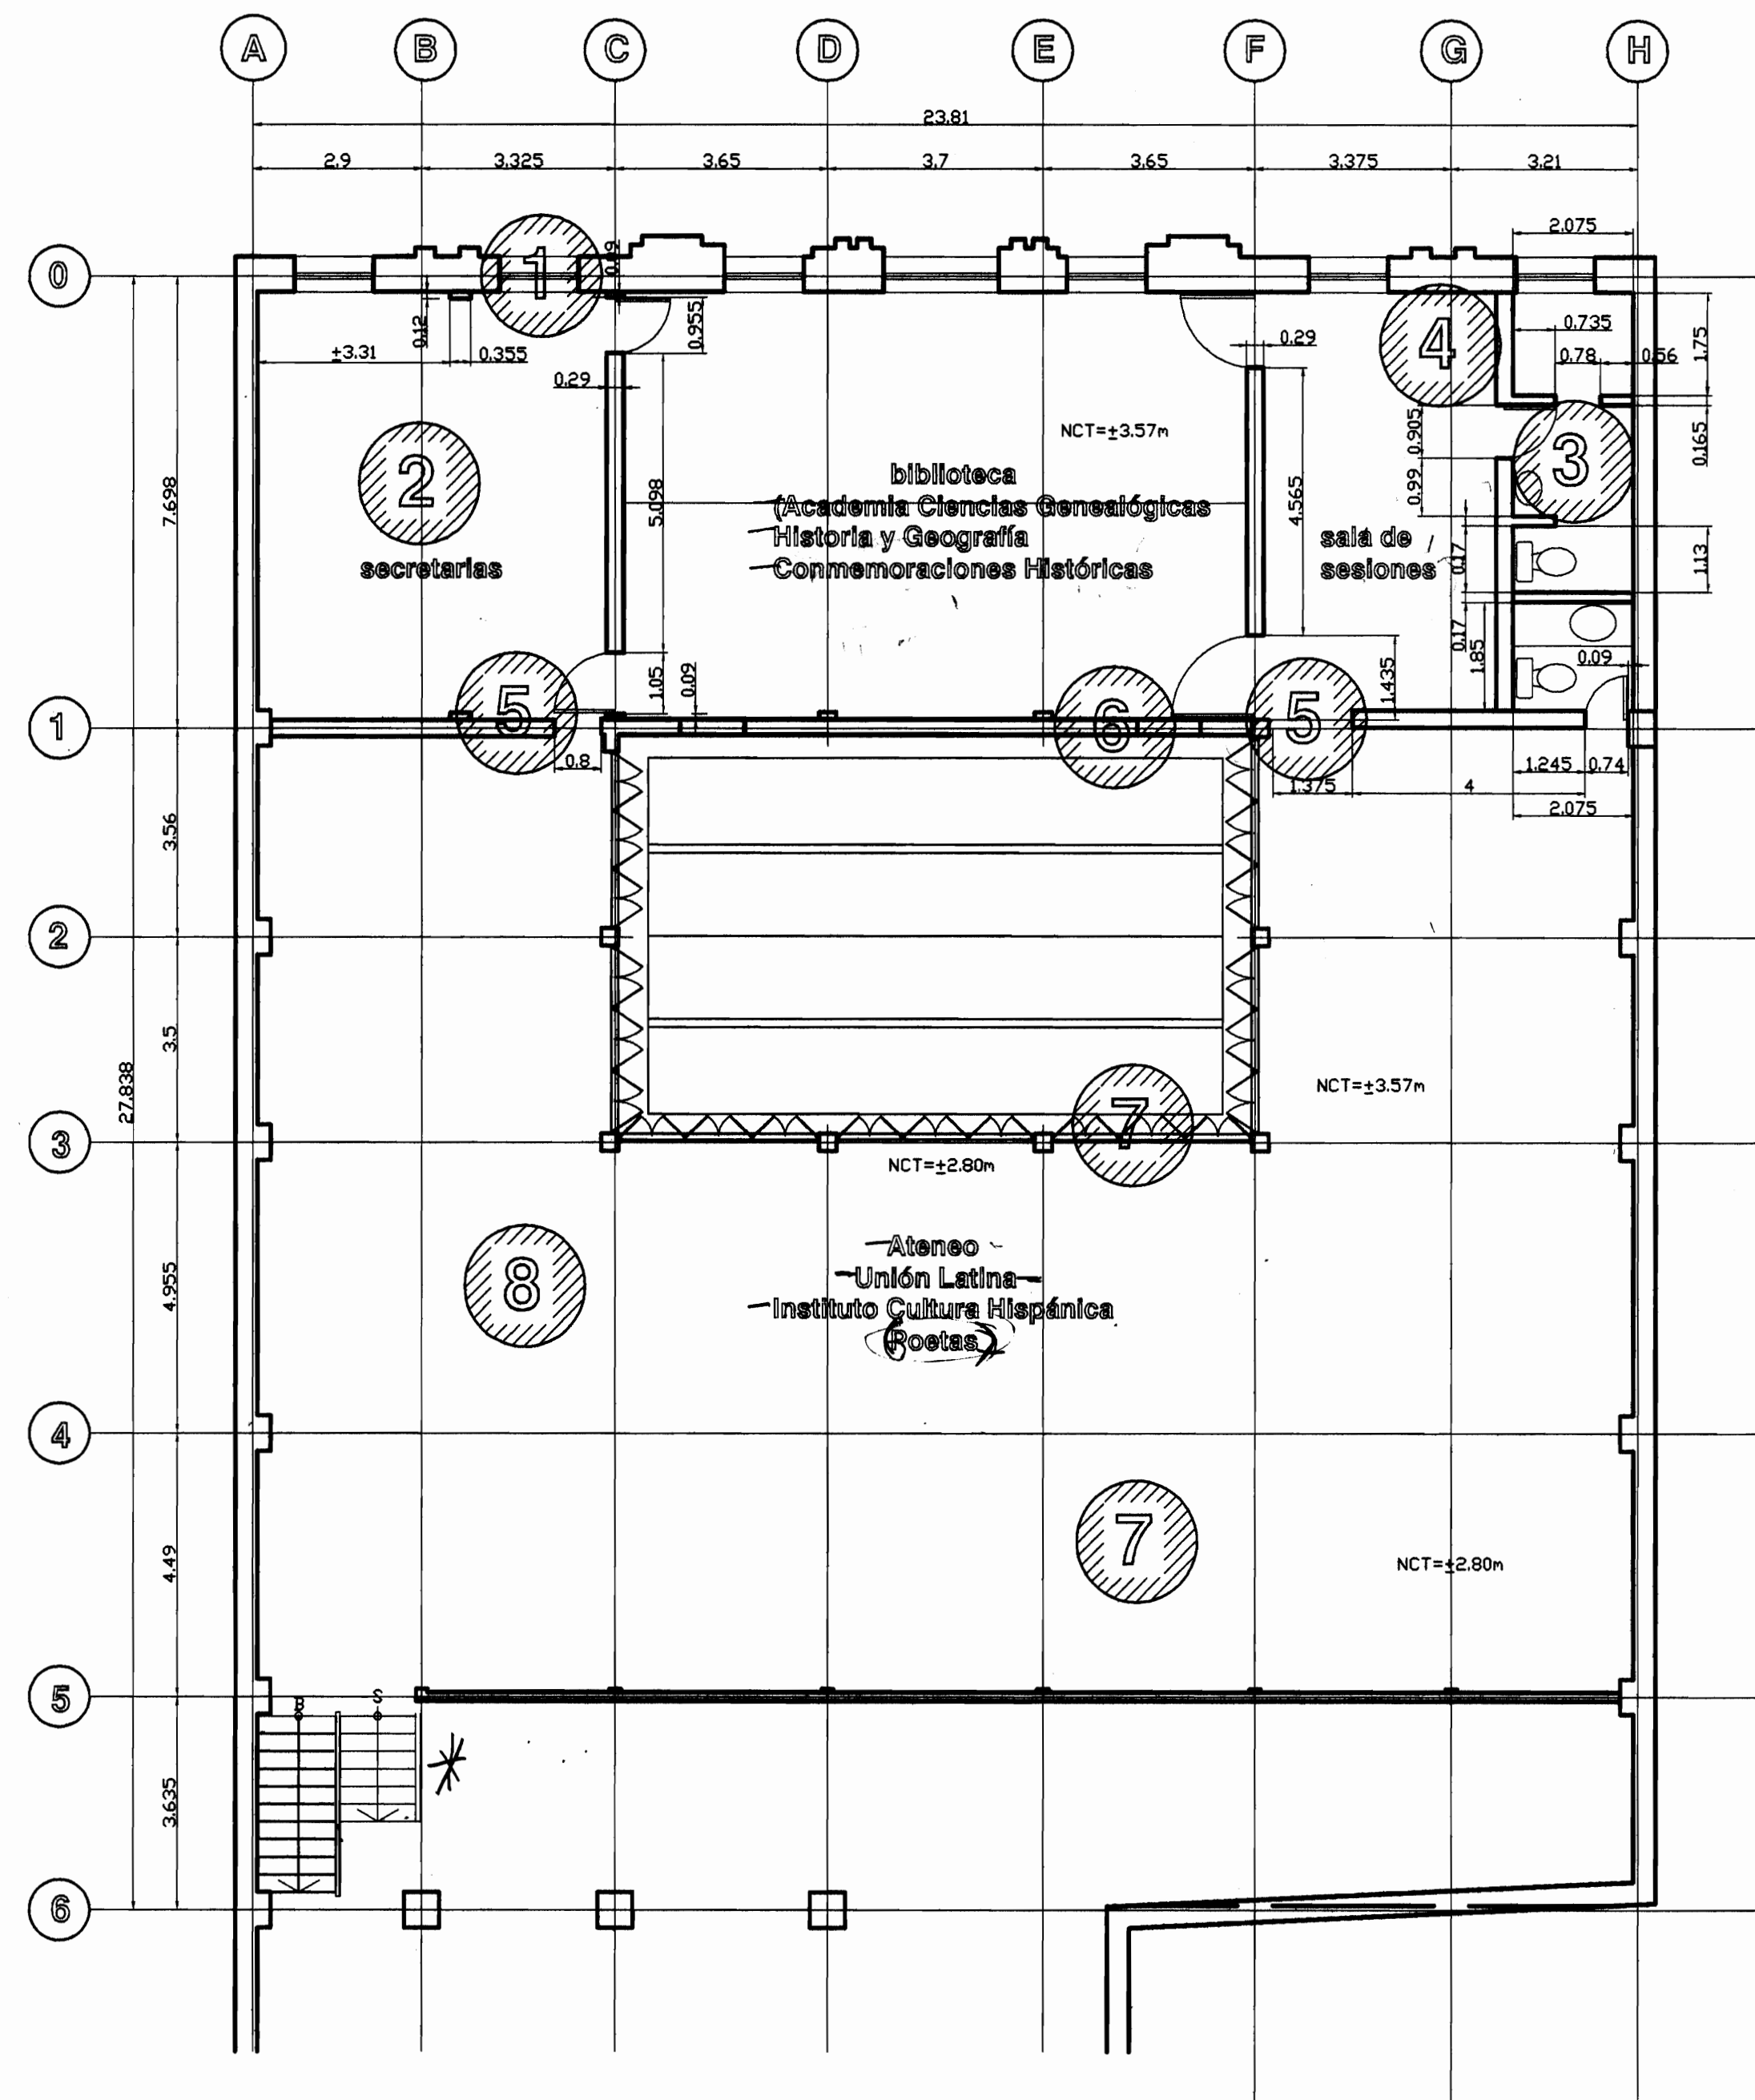 A B C D E F G H
23.81
2.9 3.325 3.65 3.7 3.65 3.375 3.21
2.075
0
1
0.09
4
0.12
0.955
0.29
0.735
1.75
±3.31 0.355
0.78 0.56
0.29
NCT=±3.57m
0.905
0.165
3
2
7.698
5.098
4.565
0.99
biblioteca
(Academia Ciencias Genealógicas
Historia y Geografía
Conmemoraciones Históricas
secretarias
sala de
sesiones
0.17
1.13
0.17
1.85
0.09
1.05
0.09
1.435
5
6
5
1
0.8
1.375
4
1.245 0.74
2.075
3.56
2
3.5
27.838
NCT=±3.57m
7
3
NCT=±2.80m
Ateneo
Unión Latina
Instituto Cultura Hispánica
(Poetas)
8
4.955
4
7
4.49
NCT=±2.80m
5
B S
3.635
6